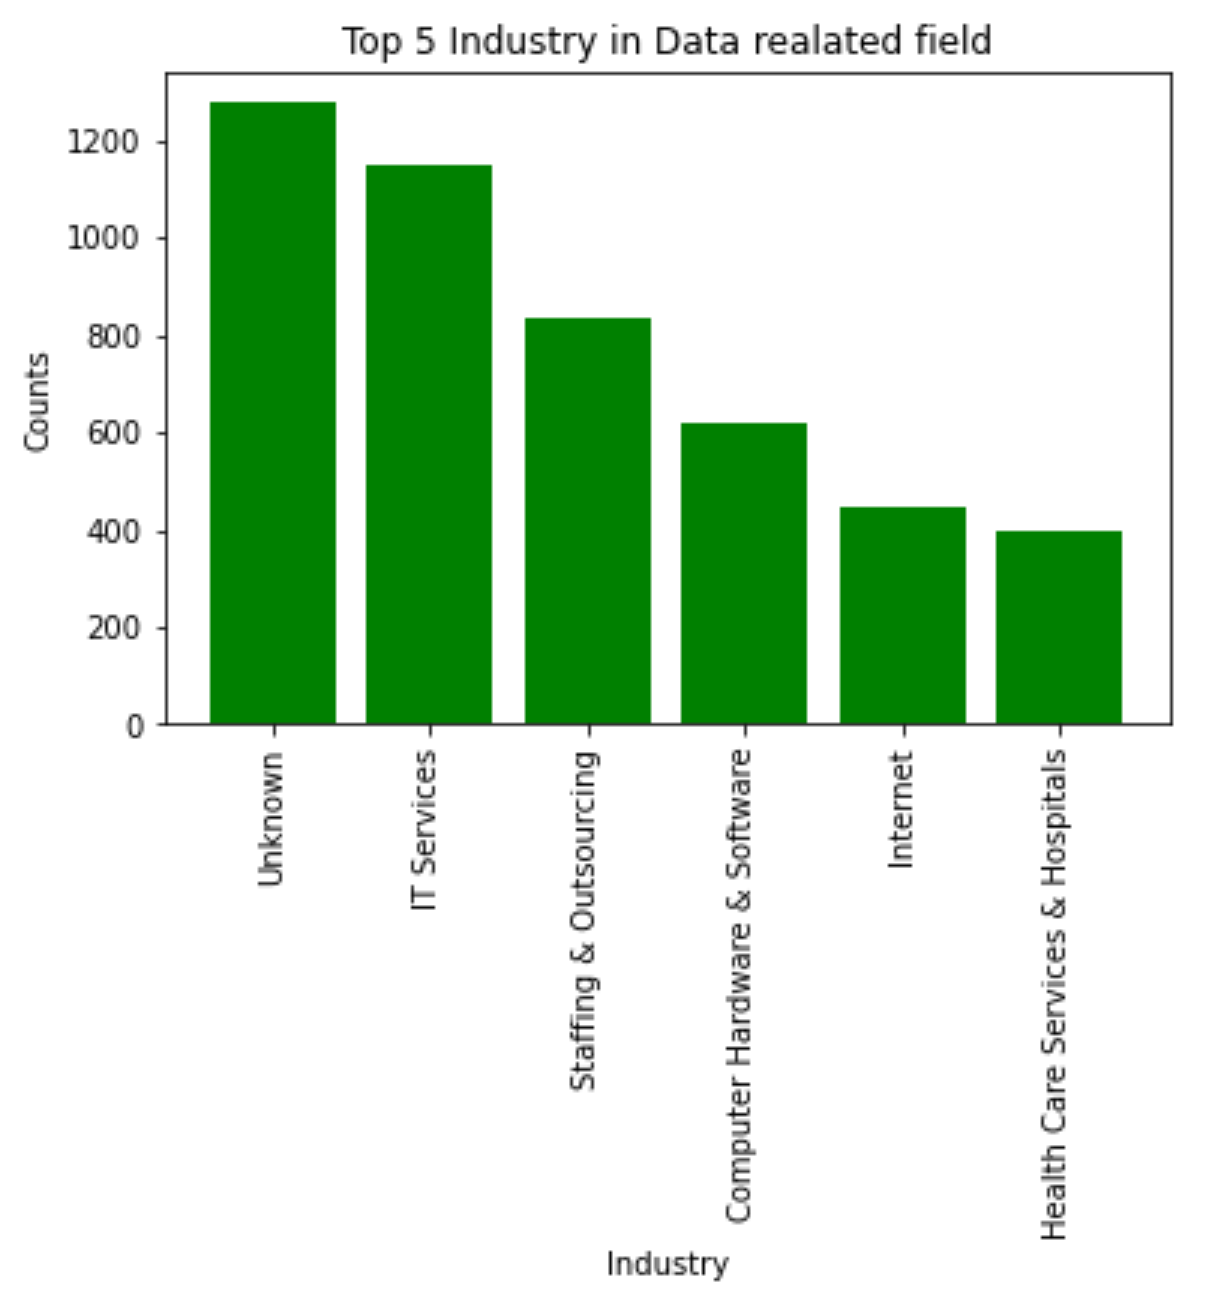 Top 5 Industry in Data realated field
Counts
1200
1000
800
600
400
200
0
Unknown
IT Services
Staffing & Outsourcing
Computer Hardware & Software
Internet
Health Care Services & Hospitals
Industry